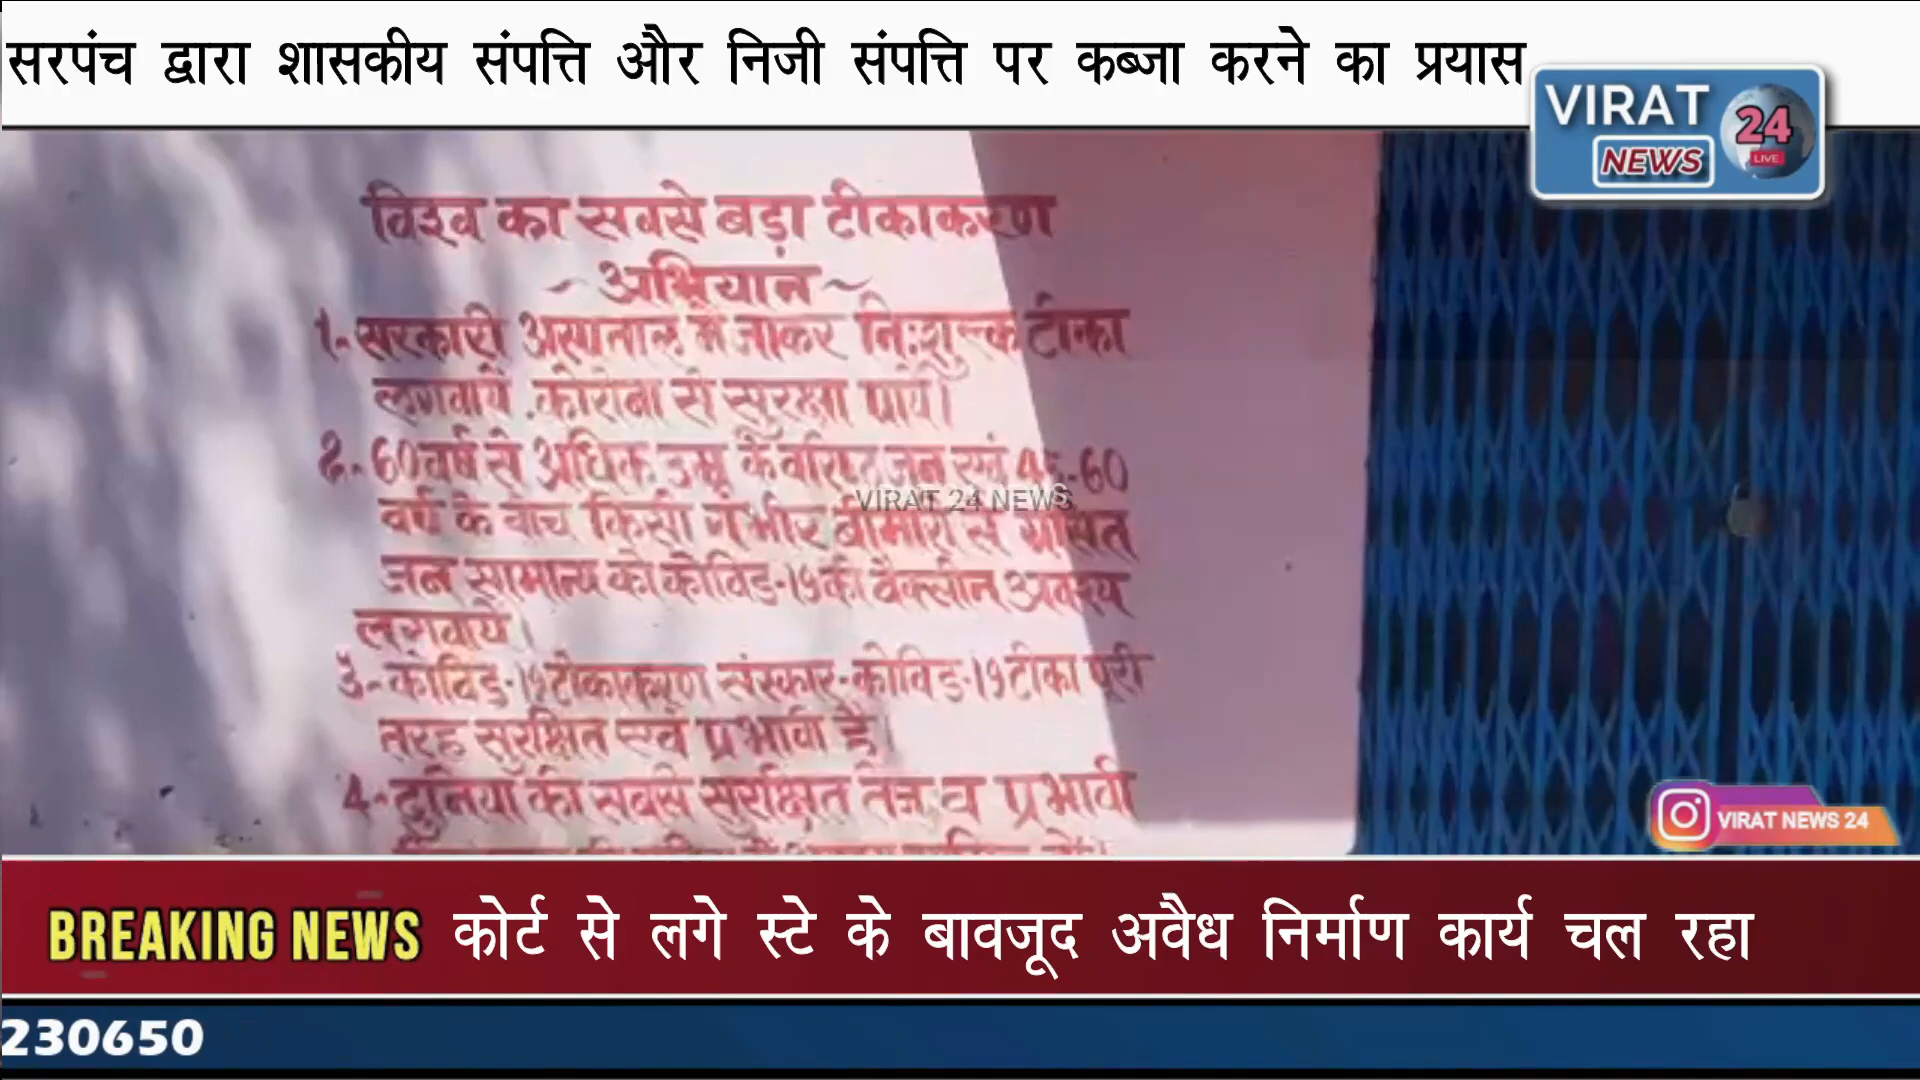 सरपंच द्वारा शासकीय संपत्ति और निजी संपत्ति पर कब्जा करने का प्रयास
VIRAT
NEWS
24
LIVE
विश्व का सबसे बड़ा टीकाकरण
~ अभियान ~
1- सरकारी अस्पताल में जाकर निःशुल्क टीका
लगवायें . कोरोना से सुरक्षा पायें।
2- 60 वर्ष से अधिक उम्र के वरिष्ठ जन एवं 45-60
VIRAT 24 NEWS
वर्ष के बीच किसी गंभीर बीमारी से ग्रसित
जन सामान्य को कोविड-19 की वैक्सीन अवश्य
लगवायें।
3- कोविड-19 टीकाकरण संस्कार-कोविड-19 टीका पूरी
तरह सुरक्षित एवं प्रभावी है
4- दुनिया की सबसे सुरक्षित तेज व प्रभावी
VIRAT NEWS 24
BREAKING NEWS कोर्ट से लगे स्टे के बावजूद अवैध निर्माण कार्य चल रहा
230650